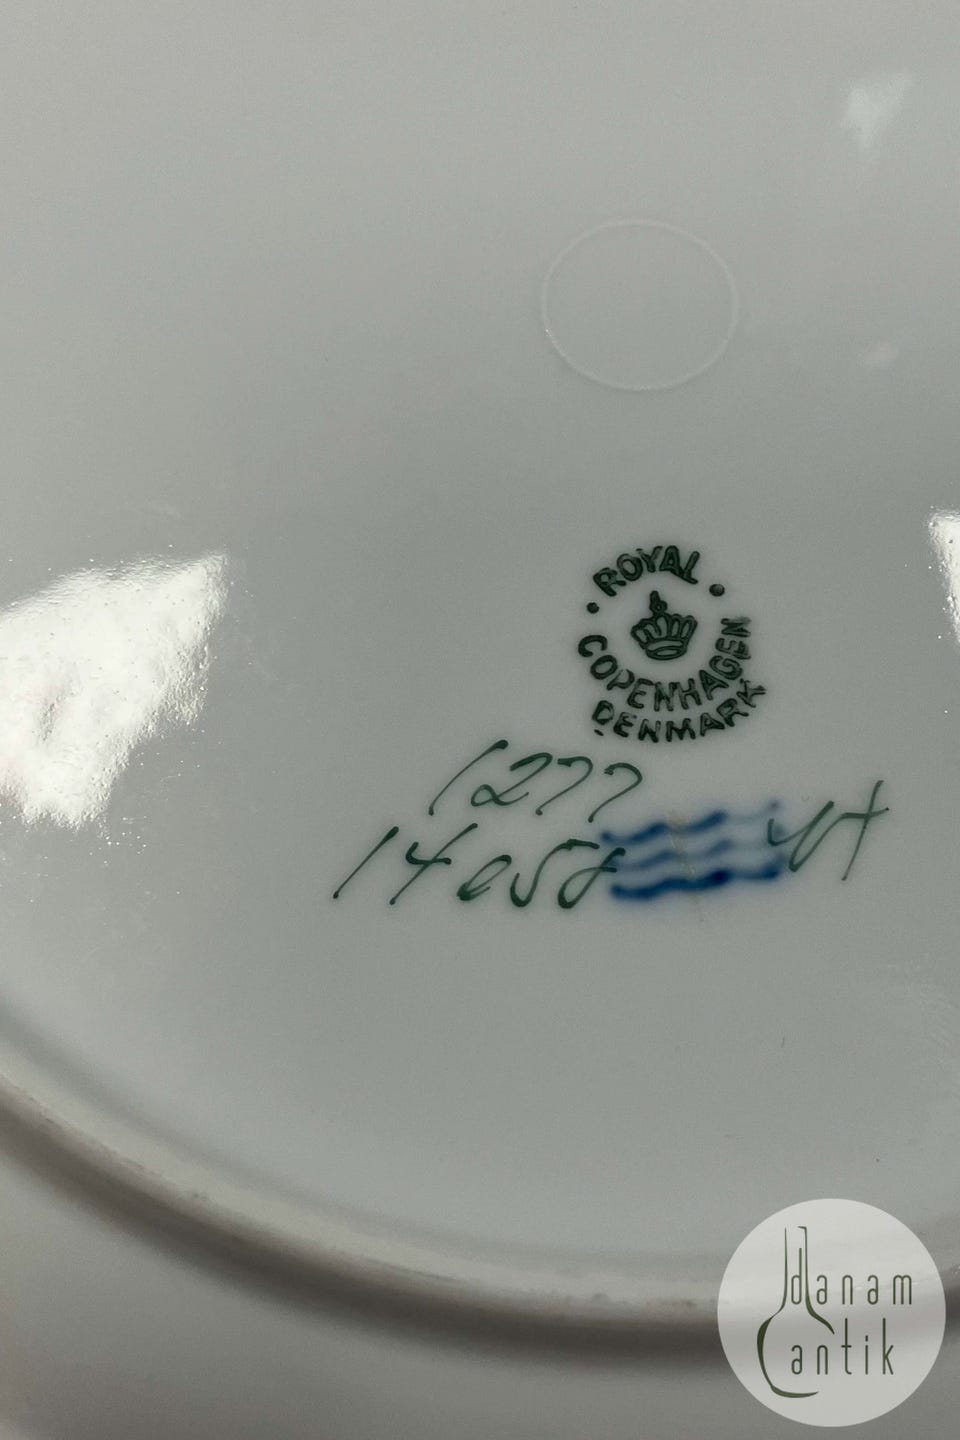 ROYAL
COPENHAGEN
DENMARK
1277
14058
danam
antik